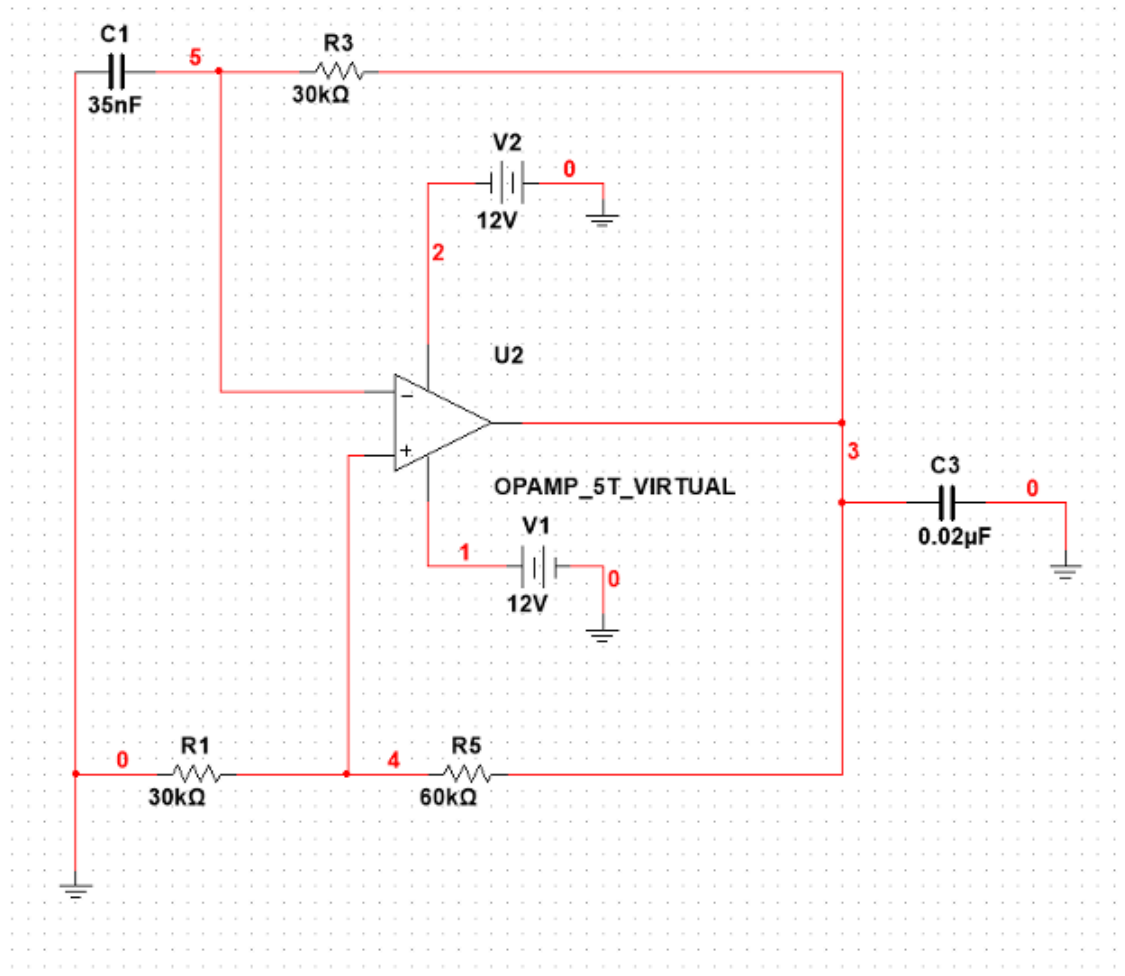 C1
5
R3
35nF
30kΩ
V2
0
12V
2
U2
−
+
3
C3
0
OPAMP_5T_VIRTUAL
V1
0.02µF
1
0
12V
R1
0
4
R5
30kΩ
60kΩ